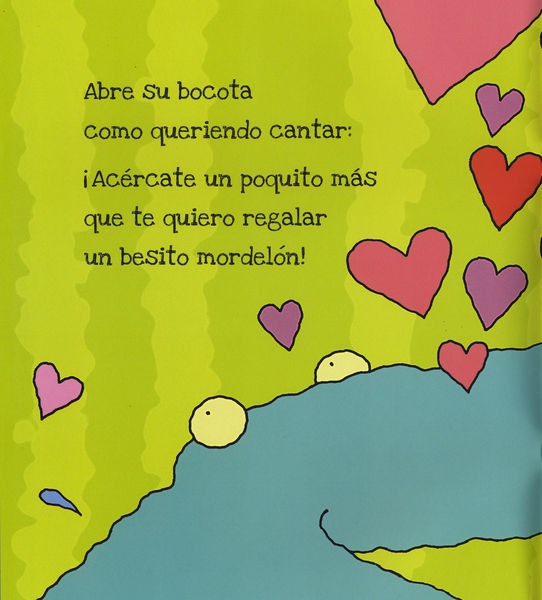 Abre su bocota
como queriendo cantar:
¡Acércate un poquito más
que te quiero regalar
un besito mordelón!